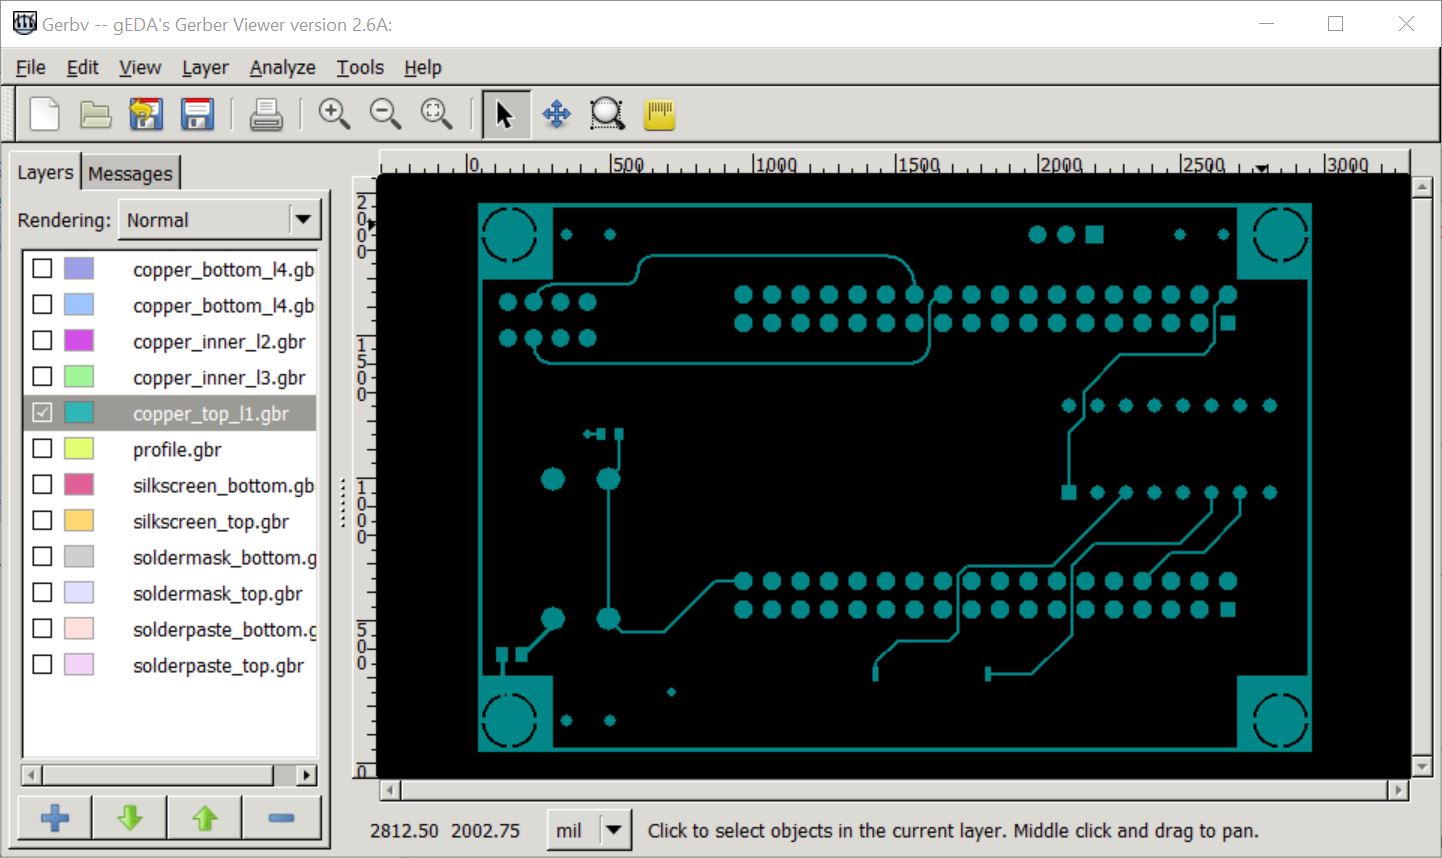 Gerbv -- gEDA's Gerber Viewer version 2.6A:
File Edit View Layer Analyze Tools Help
Layers Messages
Rendering: Normal
copper_bottom_l4.gb
copper_bottom_l4.gb
copper_inner_l2.gbr
copper_inner_l3.gbr
copper_top_l1.gbr
profile.gbr
silkscreen_bottom.gb
silkscreen_top.gbr
soldermask_bottom.g
soldermask_top.gbr
solderpaste_bottom.g
solderpaste_top.gbr
0 500 1000 1500 2000 2500 3000
2000
1500
1000
500
0
2812.50 2002.75 mil Click to select objects in the current layer. Middle click and drag to pan.